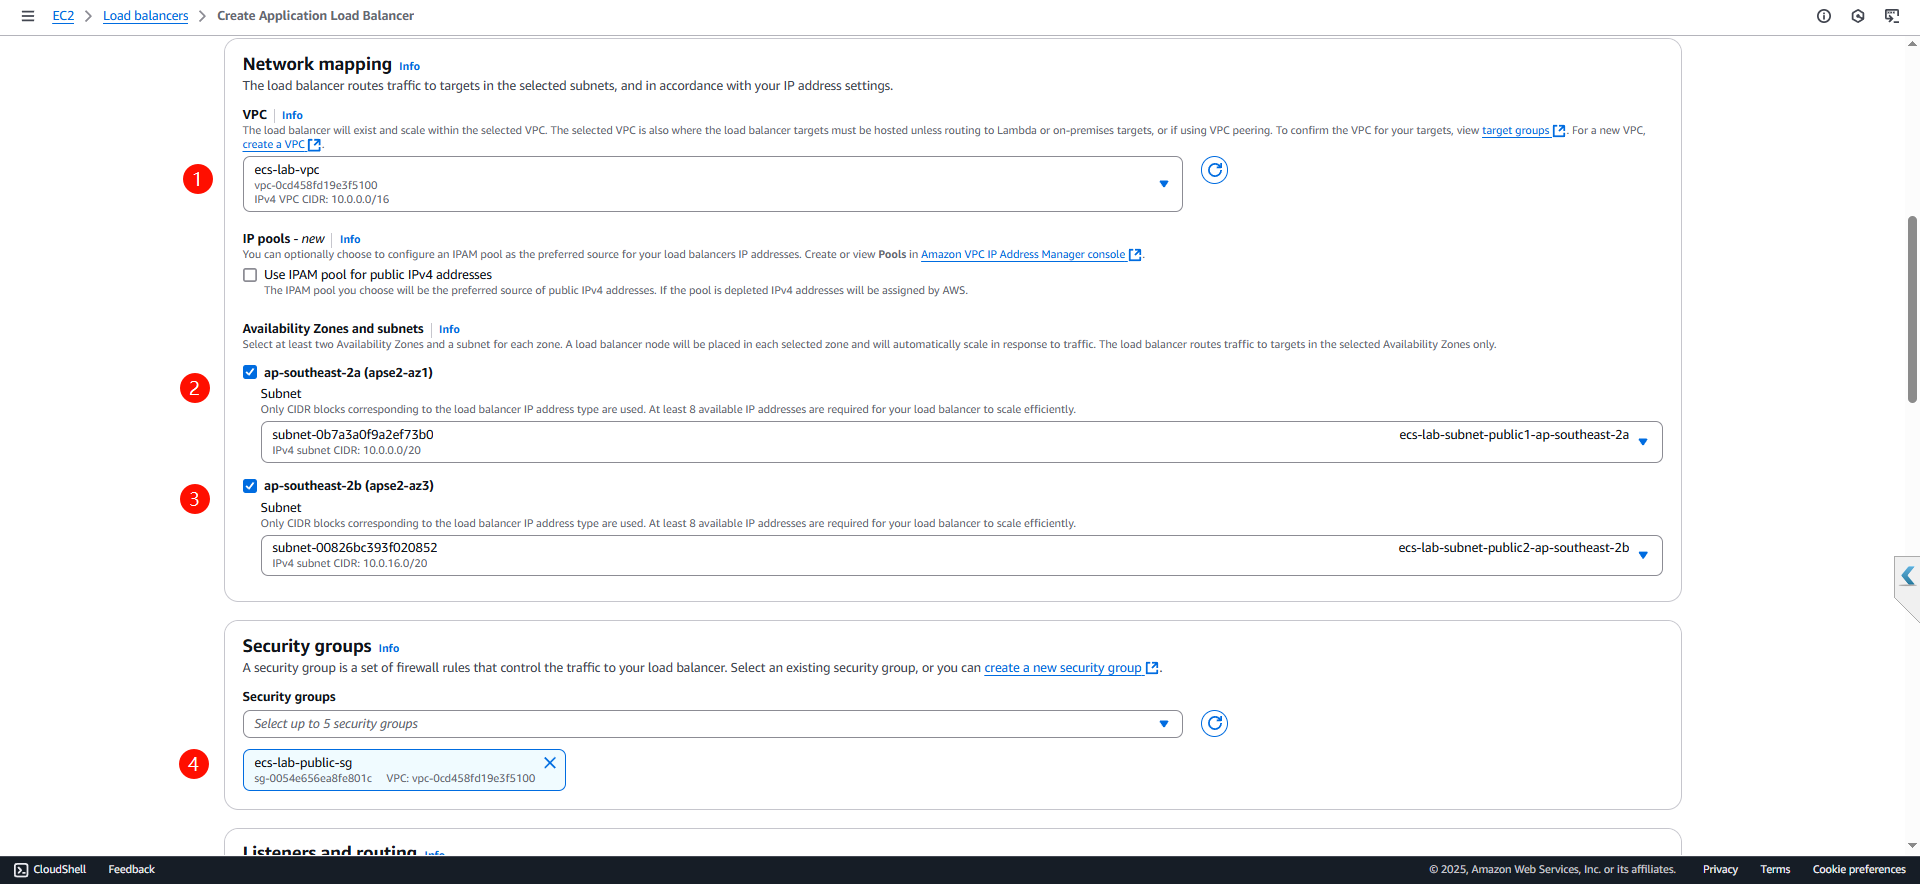 EC2 > Load balancers > Create Application Load Balancer
Network mapping Info
The load balancer routes traffic to targets in the selected subnets, and in accordance with your IP address settings.
VPC | Info
The load balancer will exist and scale within the selected VPC. The selected VPC is also where the load balancer targets must be hosted unless routing to Lambda or on-premises targets, or if using VPC peering. To confirm the VPC for your targets, view target groups. For a new VPC,
create a VPC.
1
ecs-lab-vpc
vpc-0cd458fd19e3f5100
IPv4 VPC CIDR: 10.0.0.0/16
IP pools - new | Info
You can optionally choose to configure an IPAM pool as the preferred source for your load balancers IP addresses. Create or view Pools in Amazon VPC IP Address Manager console.
Use IPAM pool for public IPv4 addresses
The IPAM pool you choose will be the preferred source of public IPv4 addresses. If the pool is depleted IPv4 addresses will be assigned by AWS.
Availability Zones and subnets | Info
Select at least two Availability Zones and a subnet for each zone. A load balancer node will be placed in each selected zone and will automatically scale in response to traffic. The load balancer routes traffic to targets in the selected Availability Zones only.
2
ap-southeast-2a (apse2-az1)
Subnet
Only CIDR blocks corresponding to the load balancer IP address type are used. At least 8 available IP addresses are required for your load balancer to scale efficiently.
subnet-0b7a3a0f9a2ef73b0 ecs-lab-subnet-public1-ap-southeast-2a
IPv4 subnet CIDR: 10.0.0.0/20
3
ap-southeast-2b (apse2-az3)
Subnet
Only CIDR blocks corresponding to the load balancer IP address type are used. At least 8 available IP addresses are required for your load balancer to scale efficiently.
subnet-00826bc393f020852 ecs-lab-subnet-public2-ap-southeast-2b
IPv4 subnet CIDR: 10.0.16.0/20
Security groups Info
A security group is a set of firewall rules that control the traffic to your load balancer. Select an existing security group, or you can create a new security group.
Security groups
Select up to 5 security groups
4
ecs-lab-public-sg
sg-0054e656ea8fe801c VPC: vpc-0cd458fd19e3f5100
Listeners and routing Info
CloudShell Feedback © 2025, Amazon Web Services, Inc. or its affiliates. Privacy Terms Cookie preferences